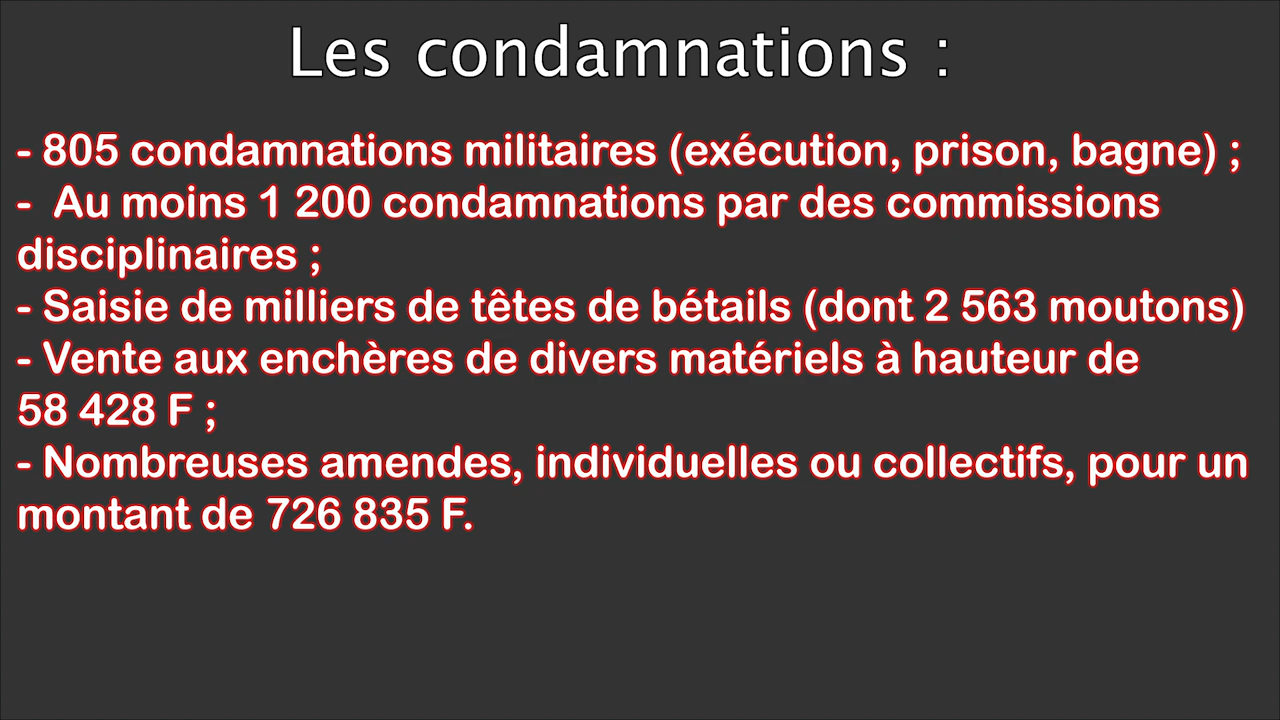 Les condamnations :
- 805 condamnations militaires (exécution, prison, bagne) ;
-  Au moins 1 200 condamnations par des commissions
disciplinaires ;
- Saisie de milliers de têtes de bétails (dont 2 563 moutons)
- Vente aux enchères de divers matériels à hauteur de
58 428 F ;
- Nombreuses amendes, individuelles ou collectifs, pour un
montant de 726 835 F.